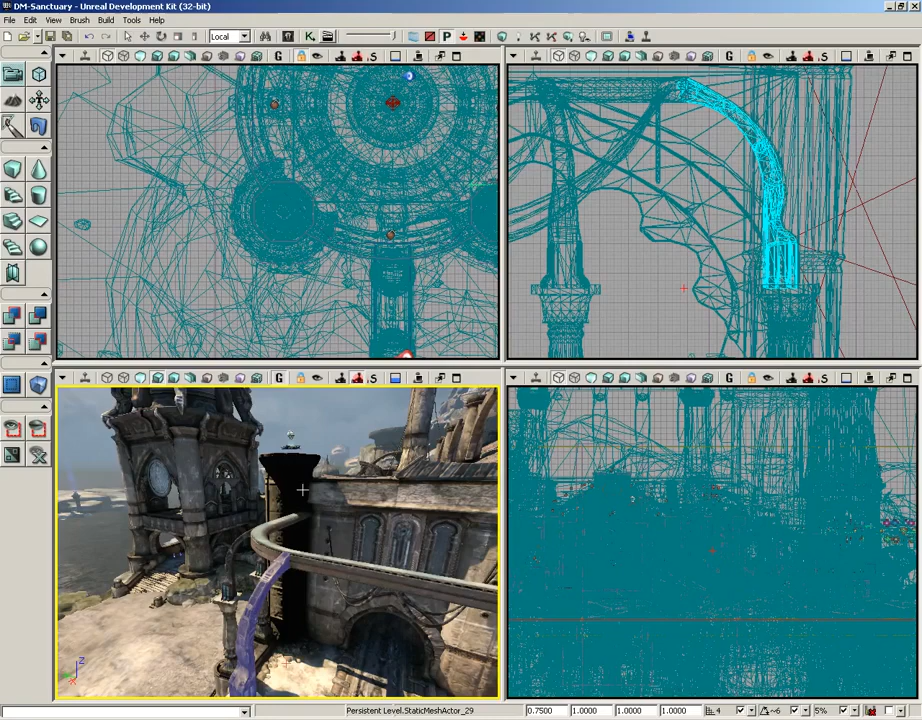 DM-Sanctuary - Unreal Development Kit (32-bit)
File Edit View Brush Build Tools Help
Local
P
G
G
S
G
S
G
S
Z
Persistent Level.StaticMeshActor_29
0.7500 1.0000 1.0000 1.0000 4 ~6 5%